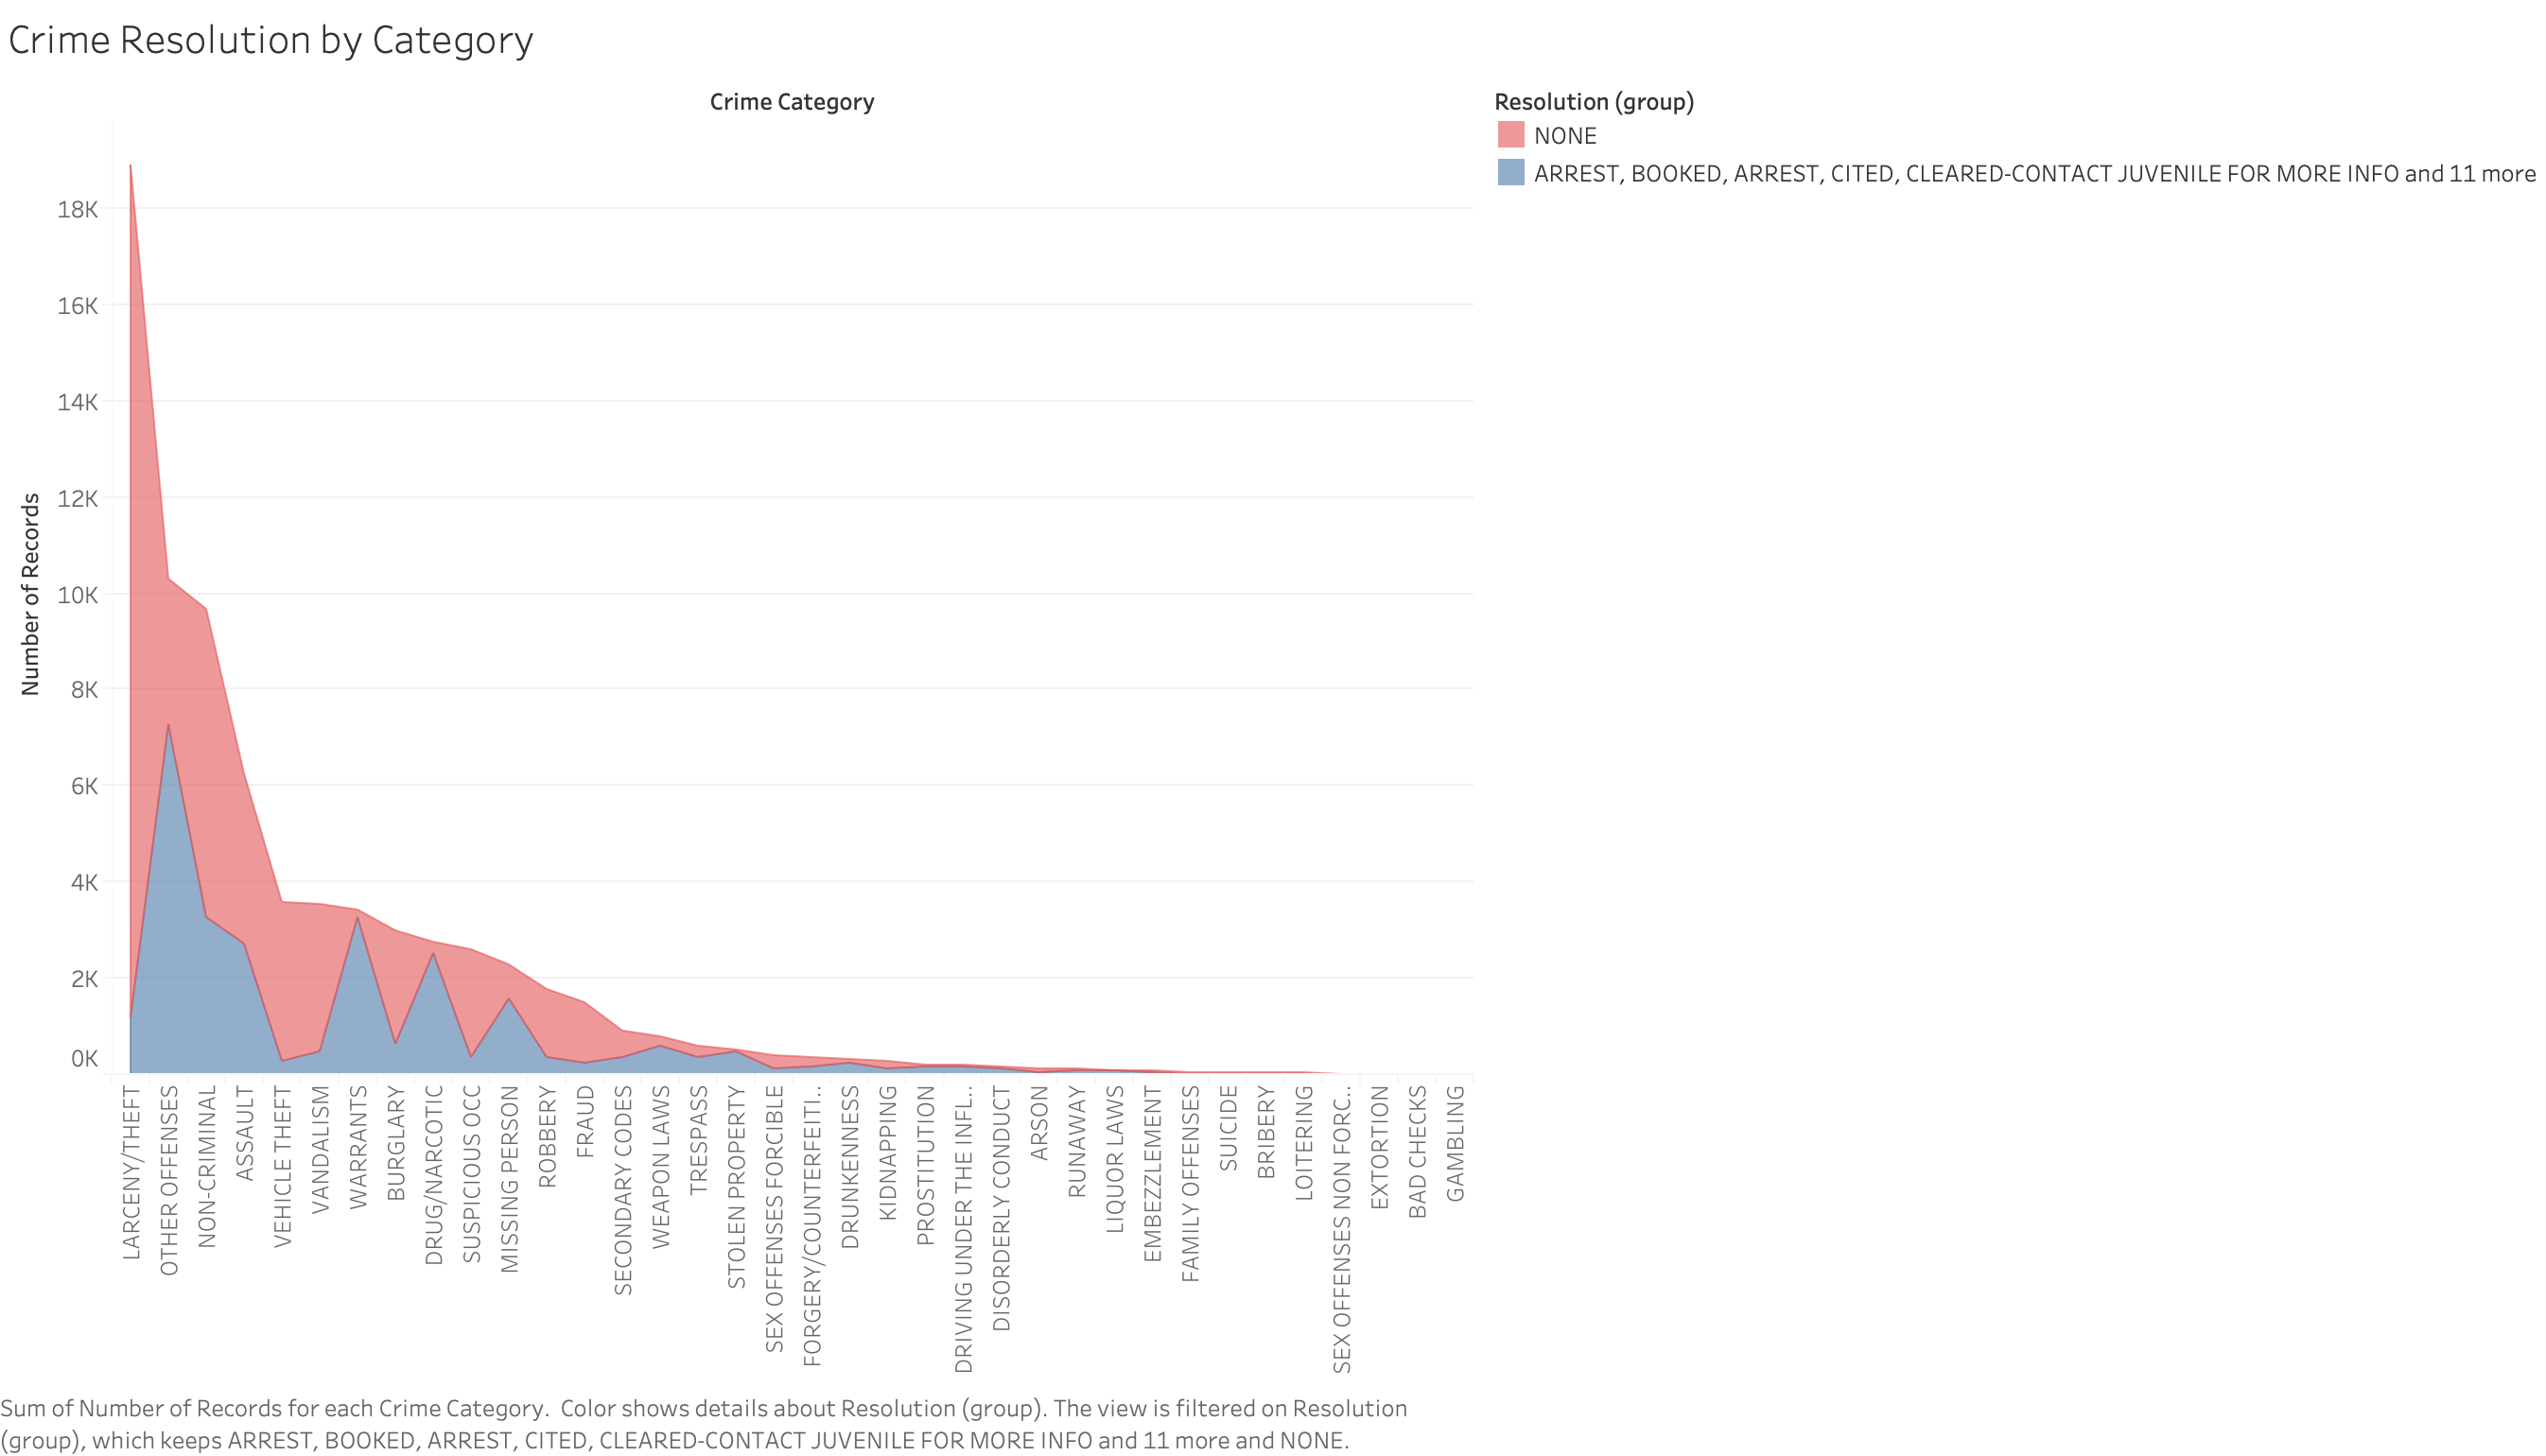 Crime Resolution by Category
Crime Category
Resolution (group)
NONE
ARREST, BOOKED, ARREST, CITED, CLEARED-CONTACT JUVENILE FOR MORE INFO and 11 more
Number of Records
18K
16K
14K
12K
10K
8K
6K
4K
2K
0K
LARCENY/THEFT
OTHER OFFENSES
NON-CRIMINAL
ASSAULT
VEHICLE THEFT
VANDALISM
WARRANTS
BURGLARY
DRUG/NARCOTIC
SUSPICIOUS OCC
MISSING PERSON
ROBBERY
FRAUD
SECONDARY CODES
WEAPON LAWS
TRESPASS
STOLEN PROPERTY
SEX OFFENSES FORCIBLE
FORGERY/COUNTERFEITI..
DRUNKENNESS
KIDNAPPING
PROSTITUTION
DRIVING UNDER THE INFL..
DISORDERLY CONDUCT
ARSON
RUNAWAY
LIQUOR LAWS
EMBEZZLEMENT
FAMILY OFFENSES
SUICIDE
BRIBERY
LOITERING
SEX OFFENSES NON FORC..
EXTORTION
BAD CHECKS
GAMBLING
Sum of Number of Records for each Crime Category.  Color shows details about Resolution (group). The view is filtered on Resolution
(group), which keeps ARREST, BOOKED, ARREST, CITED, CLEARED-CONTACT JUVENILE FOR MORE INFO and 11 more and NONE.